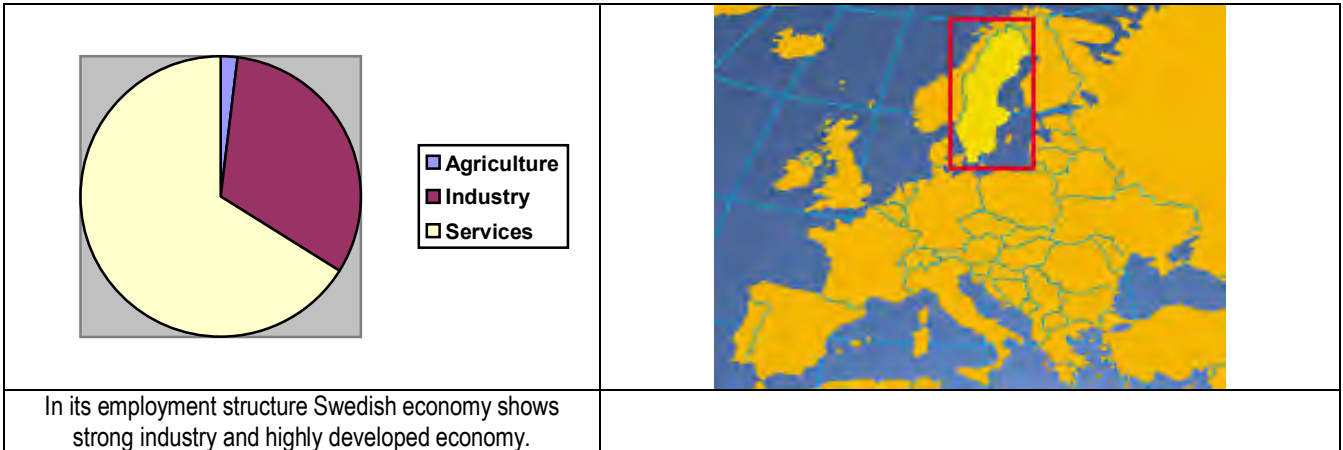 Agriculture
Industry
Services
In its employment structure Swedish economy shows
strong industry and highly developed economy.